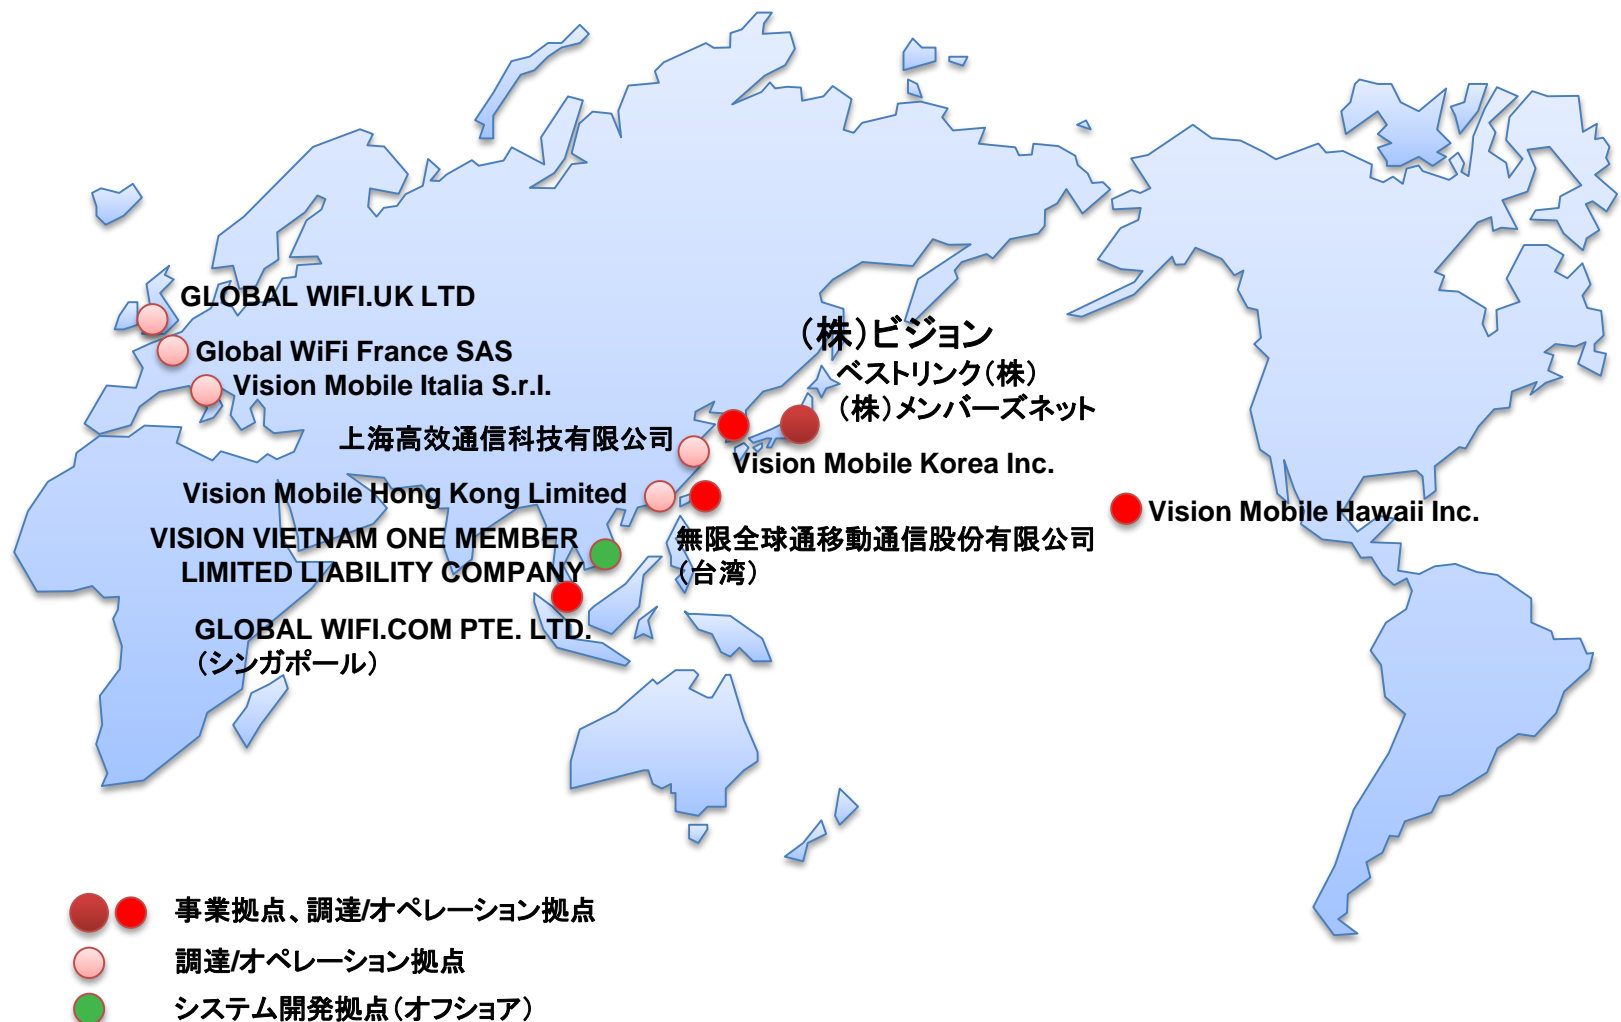 GLOBAL WIFI.UK LTD
Global WiFi France SAS
Vision Mobile Italia S.r.l.
（株）ビジョン
ベストリンク（株）
（株）メンバーズネット
上海高效通信科技有限公司
Vision Mobile Korea Inc.
Vision Mobile Hong Kong Limited
Vision Mobile Hawaii Inc.
VISION VIETNAM ONE MEMBER
LIMITED LIABILITY COMPANY
無限全球通移動通信股份有限公司
（台湾）
GLOBAL WIFI.COM PTE. LTD.
（シンガポール）
事業拠点、調達/オペレーション拠点
調達/オペレーション拠点
システム開発拠点（オフショア）